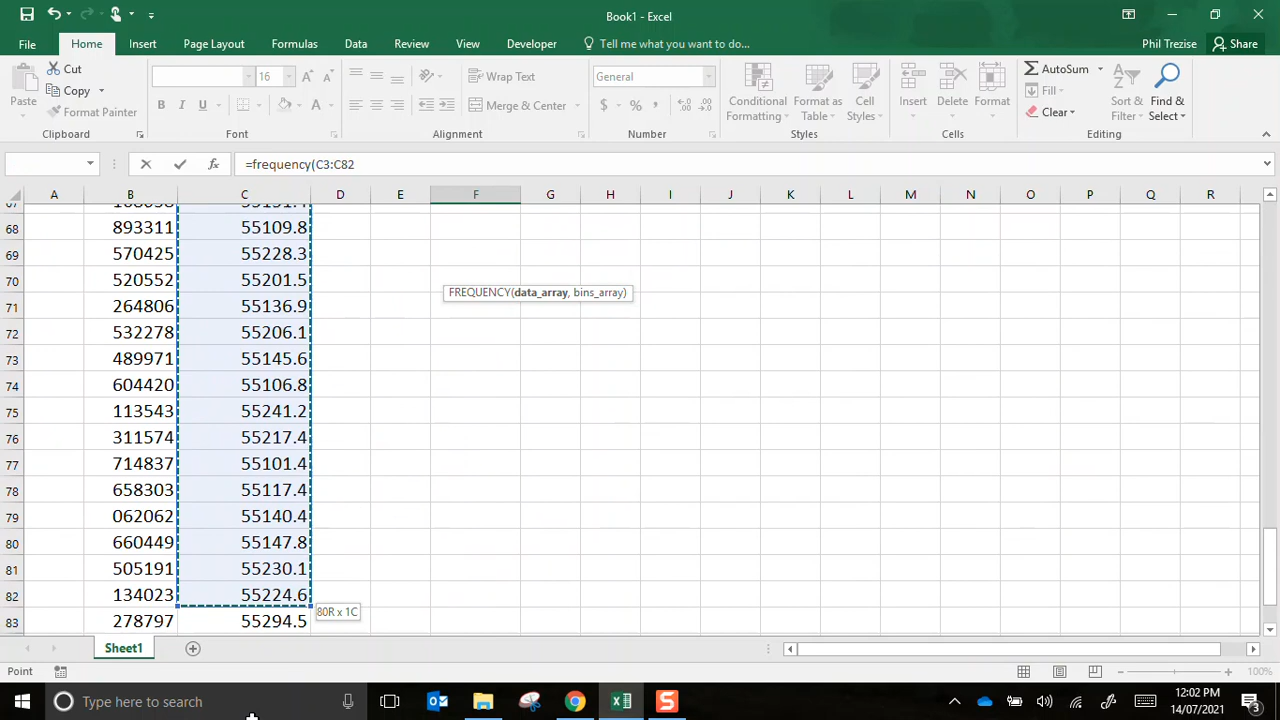 Book1 - Excel
File Home Insert Page Layout Formulas Data Review View Developer Tell me what you want to do... Phil Trezise Share
Paste Cut Copy Format Painter
16
B I U A
Wrap Text
Merge & Center
General
$ % ,
Conditional Formatting Format as Table Cell Styles
Insert Delete Format
AutoSum Fill Clear
Sort & Filter Find & Select
Clipboard Font Alignment Number Styles Cells Editing
fx =frequency(C3:C82
A B C D E F G H I J K L M N O P Q R
68 893311 55109.8
69 570425 55228.3
70 520552 55201.5
FREQUENCY(data_array, bins_array)
71 264806 55136.9
72 532278 55206.1
73 489971 55145.6
74 604420 55106.8
75 113543 55241.2
76 311574 55217.4
77 714837 55101.4
78 658303 55117.4
79 062062 55140.4
80 660449 55147.8
81 505191 55230.1
82 134023 55224.6
80R x 1C
83 278797 55294.5
Sheet1
Point 100%
Type here to search
12:02 PM
14/07/2021
3